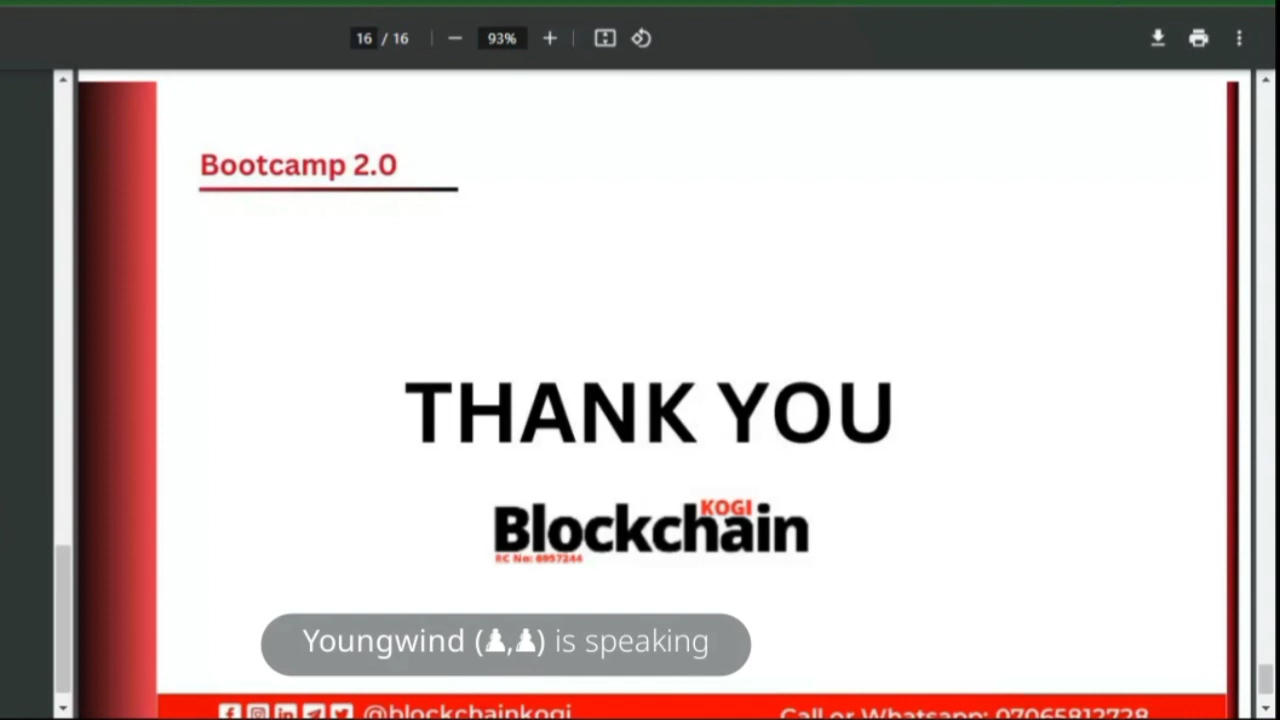 16 / 16
93%
Bootcamp 2.0
THANK YOU
KOGI
Blockchain
RC No: 6957244
Youngwind (♟,♟) is speaking
@blockchainkogi
Call or Whatsapp: 07065812728